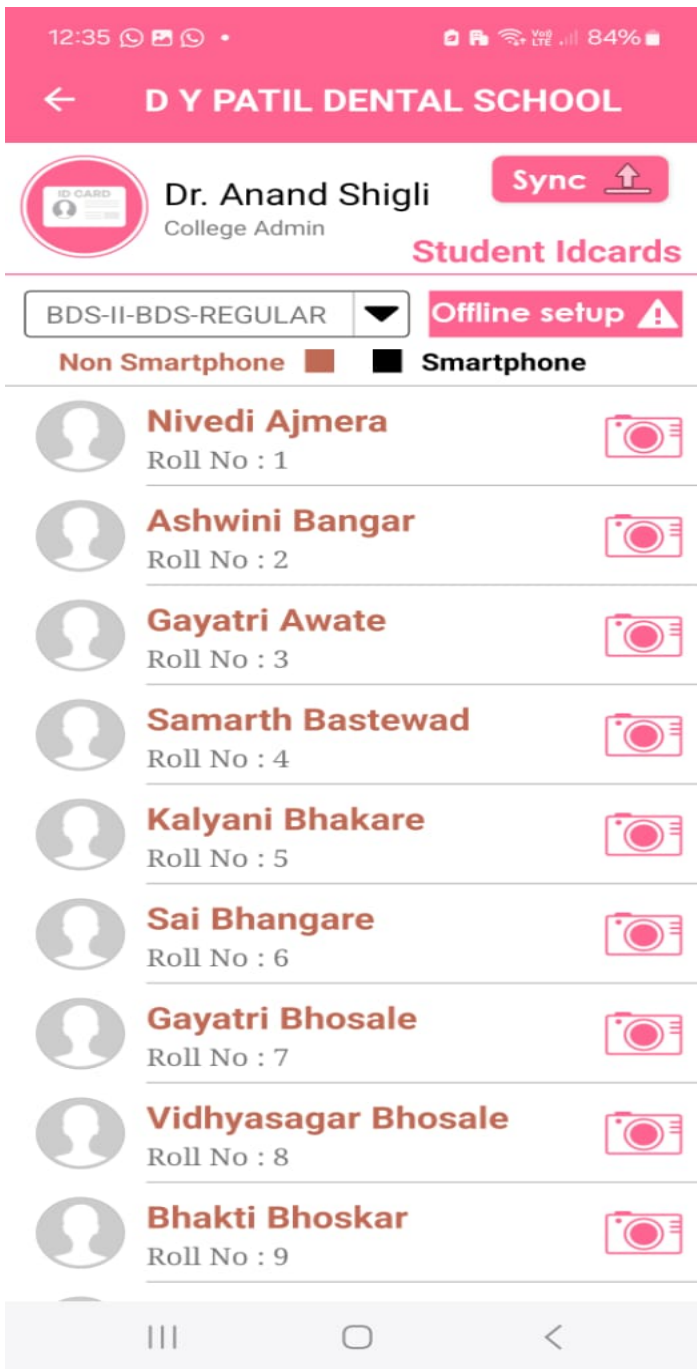 12:35
Voo) LTE 84%
D Y PATIL DENTAL SCHOOL
ID CARD
Dr. Anand Shigli
College Admin
Sync
Student Idcards
BDS-II-BDS-REGULAR
Offline setup
Non Smartphone
Smartphone
Nivedi Ajmera
Roll No : 1
Ashwini Bangar
Roll No : 2
Gayatri Awate
Roll No : 3
Samarth Bastewad
Roll No : 4
Kalyani Bhakare
Roll No : 5
Sai Bhangare
Roll No : 6
Gayatri Bhosale
Roll No : 7
Vidhyasagar Bhosale
Roll No : 8
Bhakti Bhoskar
Roll No : 9